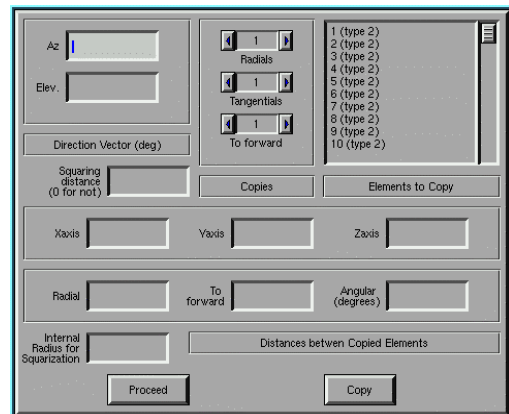 Az
Elev.
Direction Vector (deg)
Squaring
distance
(0 for not)
1
Radials
1
Tangentials
1
To forward
Copies
1 (type 2)
2 (type 2)
3 (type 2)
4 (type 2)
5 (type 2)
6 (type 2)
7 (type 2)
8 (type 2)
9 (type 2)
10 (type 2)
Elements to Copy
Xaxis
Yaxis
Zaxis
Radial
To
forward
Angular
(degrees)
Internal
Radius for
Squarization
Distances betwen Copied Elements
Proceed
Copy